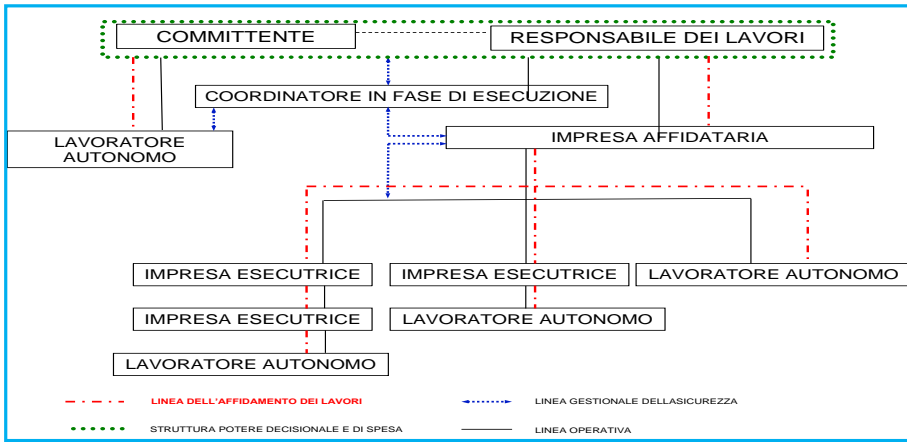 COMMITTENTE
RESPONSABILE DEI LAVORI
COORDINATORE IN FASE DI ESECUZIONE
LAVORATORE
AUTONOMO
IMPRESA AFFIDATARIA
IMPRESA ESECUTRICE
IMPRESA ESECUTRICE
LAVORATORE AUTONOMO
IMPRESA ESECUTRICE
LAVORATORE AUTONOMO
LAVORATORE AUTONOMO
LINEA DELL'AFFIDAMENTO DEI LAVORI
LINEA GESTIONALE DELLASICUREZZA
STRUTTURA POTERE DECISIONALE E DI SPESA
LINEA OPERATIVA